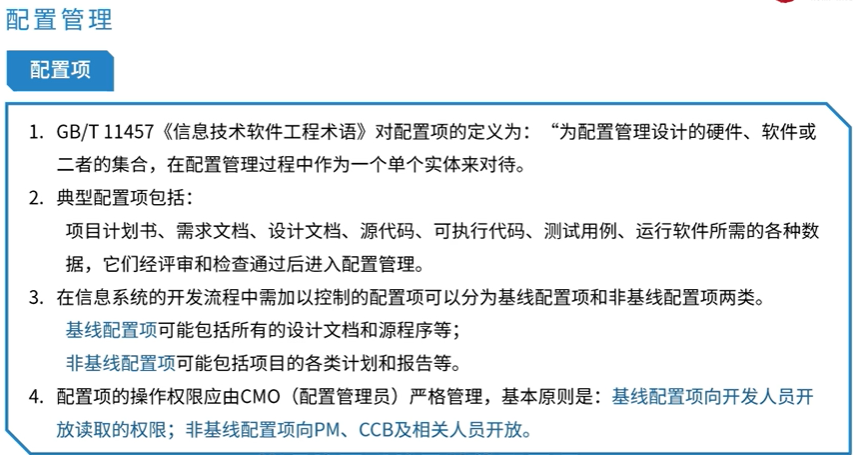 配置管理
配置项
1. GB/T 11457《信息技术软件工程术语》对配置项的定义为：“为配置管理设计的硬件、软件或
二者的集合，在配置管理过程中作为一个单个实体来对待。
2. 典型配置项包括：
项目计划书、需求文档、设计文档、源代码、可执行代码、测试用例、运行软件所需的各种数
据，它们经评审和检查通过后进入配置管理。
3. 在信息系统的开发流程中需加以控制的配置项可以分为基线配置项和非基线配置项两类。
基线配置项可能包括所有的设计文档和源程序等；
非基线配置项可能包括项目的各类计划和报告等。
4. 配置项的操作权限应由CMO（配置管理员）严格管理，基本原则是：基线配置项向开发人员开
放读取的权限；非基线配置项向PM、CCB及相关人员开放。